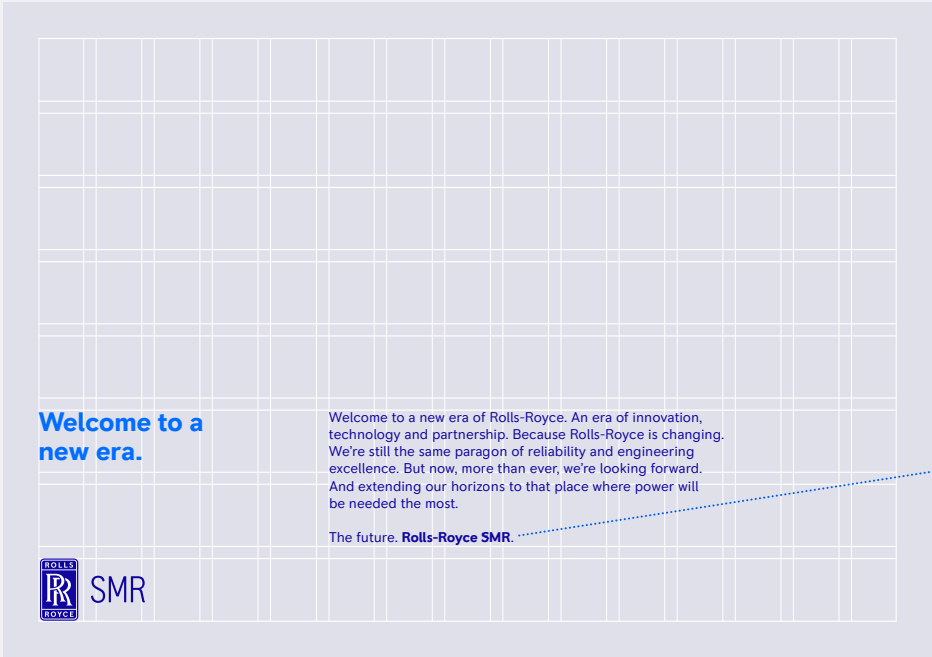 Welcome to a
new era.
Welcome to a new era of Rolls-Royce. An era of innovation,
technology and partnership. Because Rolls-Royce is changing.
We're still the same paragon of reliability and engineering
excellence. But now, more than ever, we're looking forward.
And extending our horizons to that place where power will
be needed the most.
The future. Rolls-Royce SMR.
ROLLS
RR
ROYCE
SMR